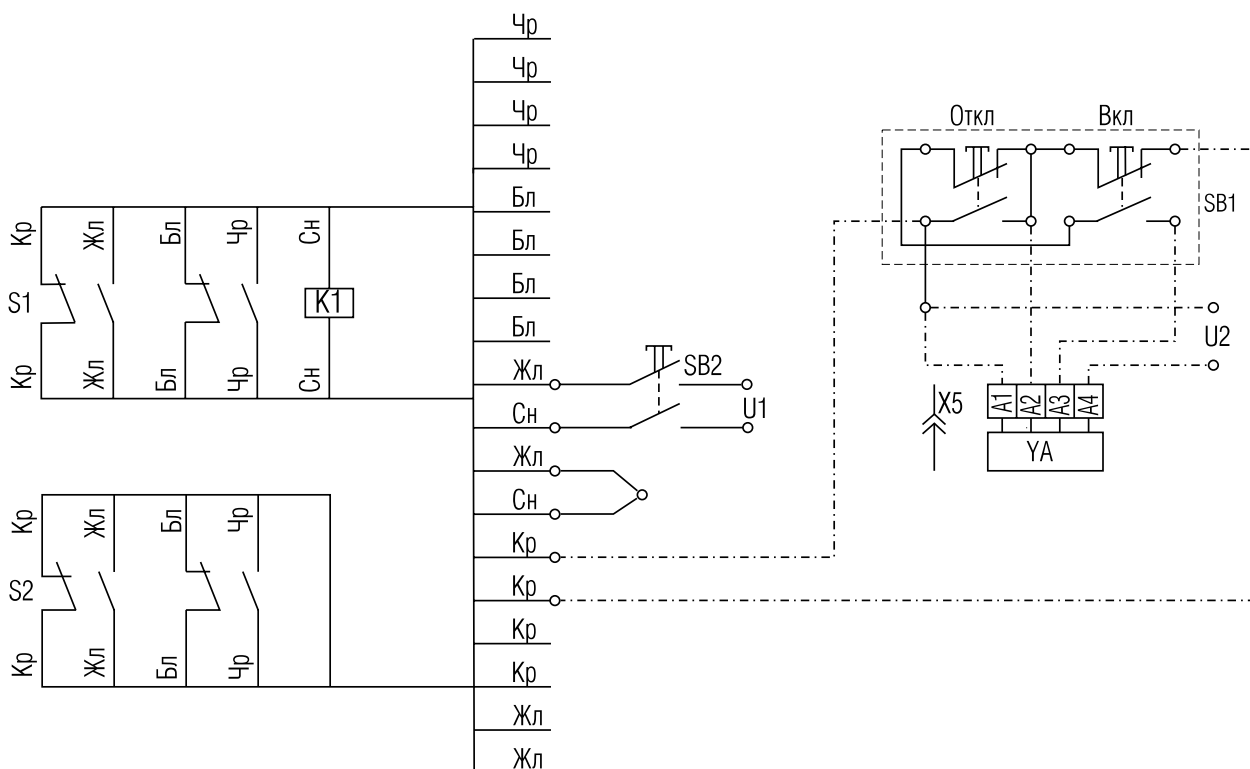 Чр
Чр
Чр
Чр
Бл
Бл
Бл
Бл
Жл
Сн
Жл
Сн
Кр
Кр
Кр
Кр
Жл
Жл
Кр
Жл
Бл
Чр
Сн
S1
K1
Кр
Жл
Бл
Чр
Сн
Кр
Жл
Бл
Чр
S2
Кр
Жл
Бл
Чр
SB2
U1
Откл
Вкл
SB1
U2
X5
A1
A2
A3
A4
YA